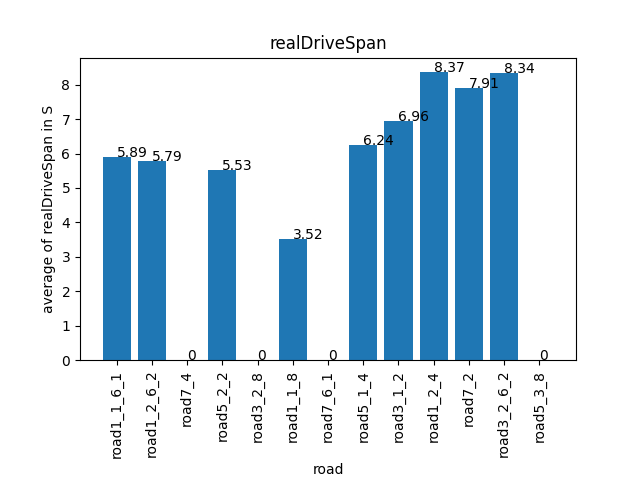 realDriveSpan
average of realDriveSpan in S
8
7
6
5
4
3
2
1
0
5.89
5.79
0
5.53
0
3.52
0
6.24
6.96
8.37
7.91
8.34
0
road1_1_6_1
road1_2_6_2
road7_4
road5_2_2
road3_2_8
road1_1_8
road7_6_1
road5_1_4
road3_1_2
road1_2_4
road7_2
road3_2_6_2
road5_3_8
road